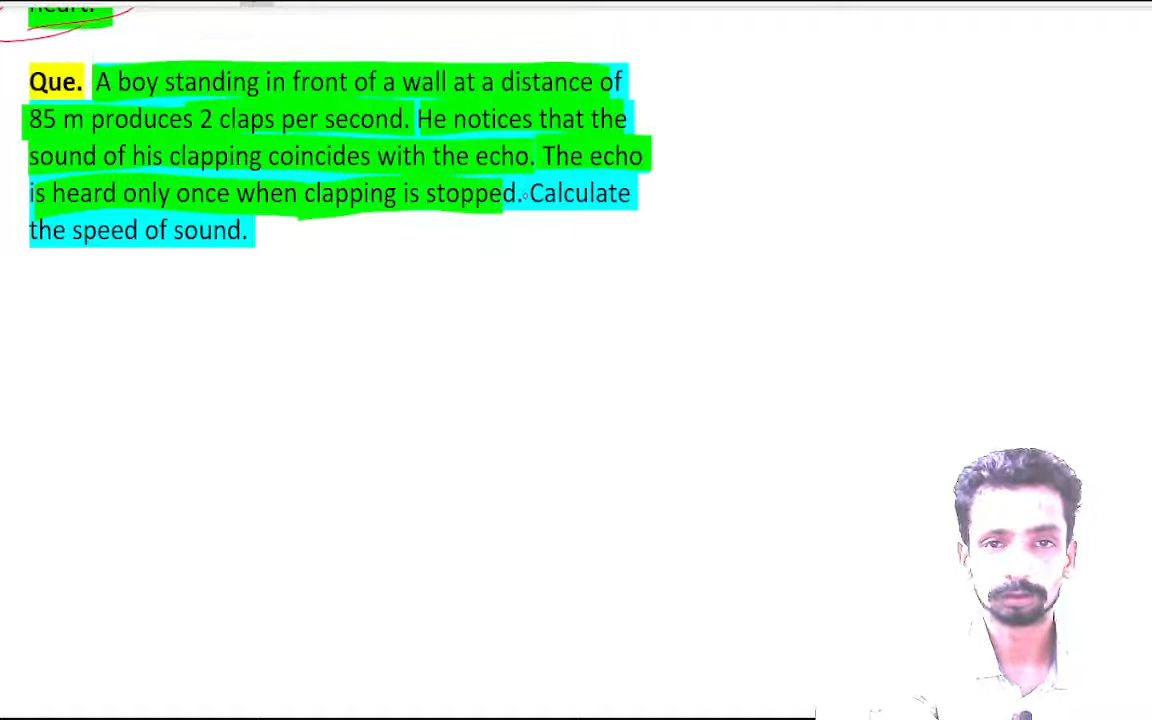 heart.
Que. A boy standing in front of a wall at a distance of
85 m produces 2 claps per second. He notices that the
sound of his clapping coincides with the echo. The echo
is heard only once when clapping is stopped. Calculate
the speed of sound.